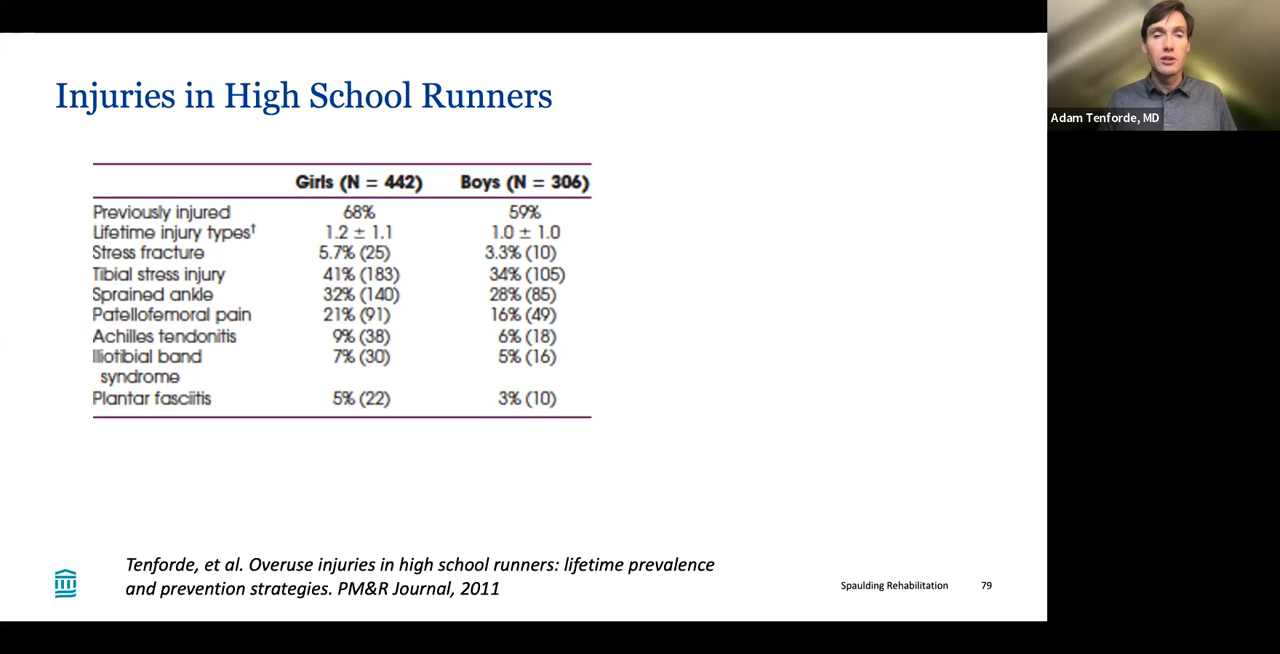 Injuries in High School Runners
Girls (N = 442) Boys (N = 306)
Previously injured 68% 59%
Lifetime injury types† 1.2 ± 1.1 1.0 ± 1.0
Stress fracture 5.7% (25) 3.3% (10)
Tibial stress injury 41% (183) 34% (105)
Sprained ankle 32% (140) 28% (85)
Patellofemoral pain 21% (91) 16% (49)
Achilles tendonitis 9% (38) 6% (18)
Iliotibial band 7% (30) 5% (16)
syndrome
Plantar fasciitis 5% (22) 3% (10)
Tenforde, et al. Overuse injuries in high school runners: lifetime prevalence
and prevention strategies. PM&R Journal, 2011
Spaulding Rehabilitation 79
Adam Tenforde, MD